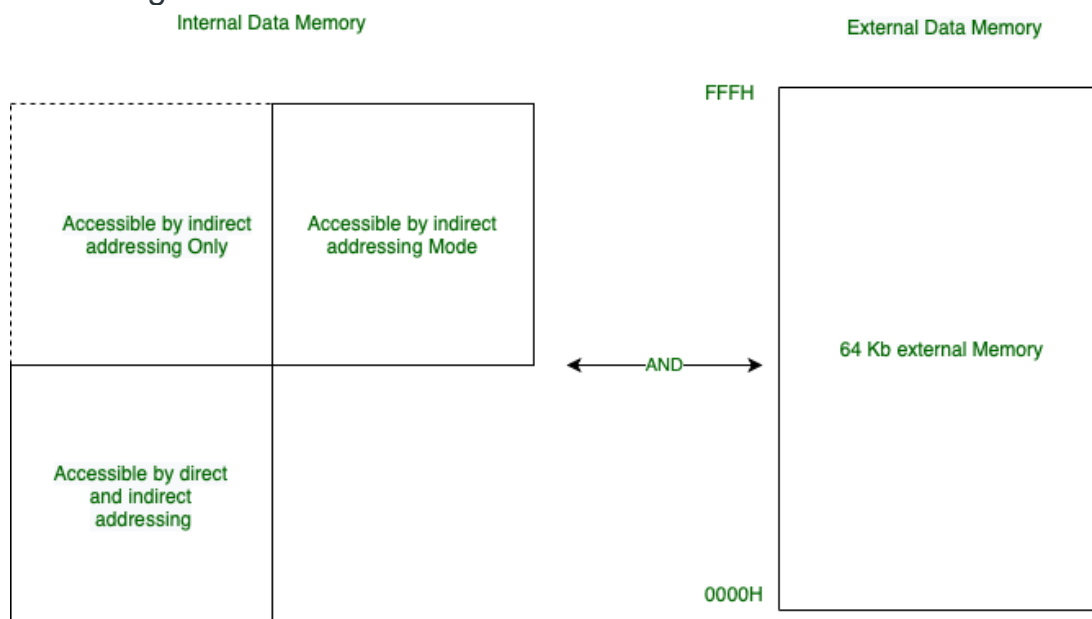 Internal Data Memory
External Data Memory
FFFH
Accessible by indirect
addressing Only
Accessible by indirect
addressing Mode
AND
64 Kb external Memory
Accessible by direct
and indirect
addressing
0000H